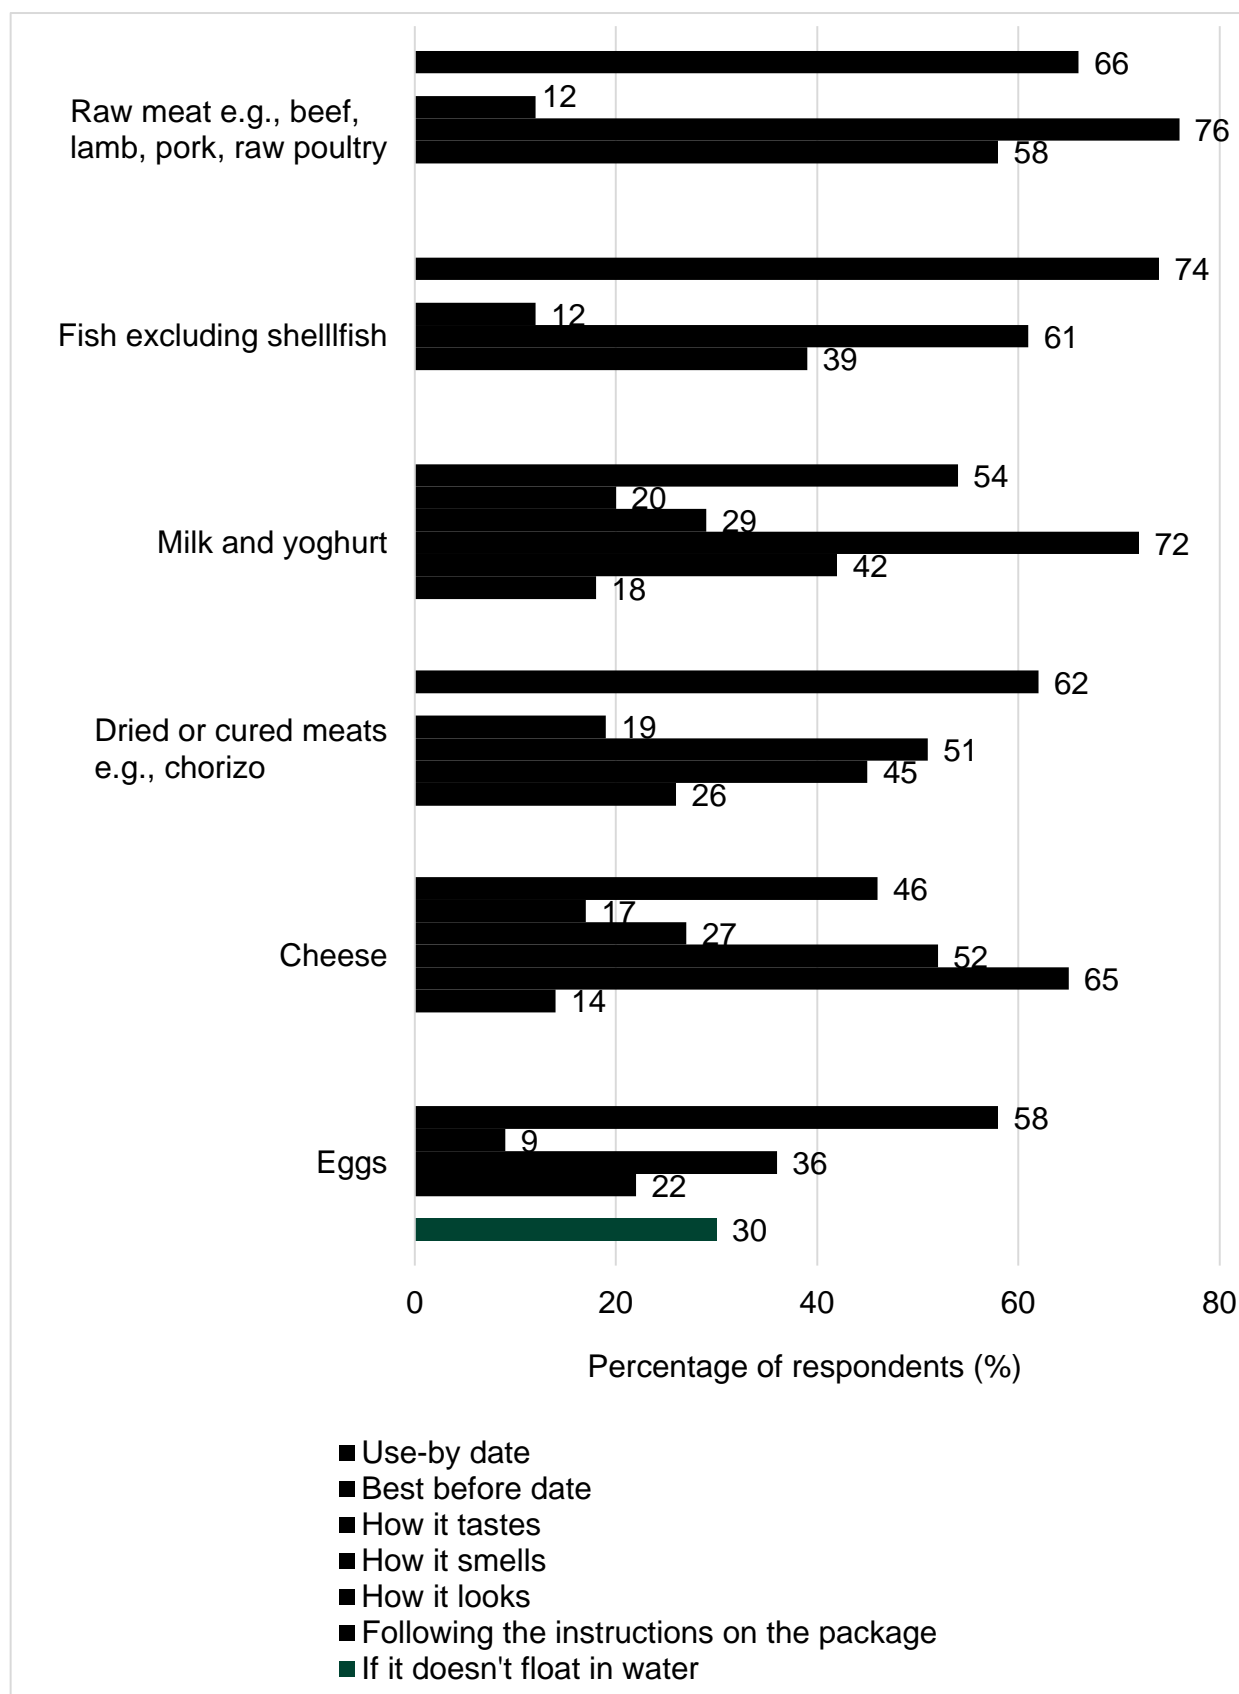 66
Raw meat e.g., beef,
lamb, pork, raw poultry
12
76
58
74
Fish excluding shelllfish
12
61
39
54
20
29
Milk and yoghurt
72
42
18
62
Dried or cured meats
e.g., chorizo
19
51
45
26
46
17
27
Cheese
52
65
14
58
9
Eggs
36
22
30
0 20 40 60 80
Percentage of respondents (%)
Use-by date
Best before date
How it tastes
How it smells
How it looks
Following the instructions on the package
If it doesn't float in water